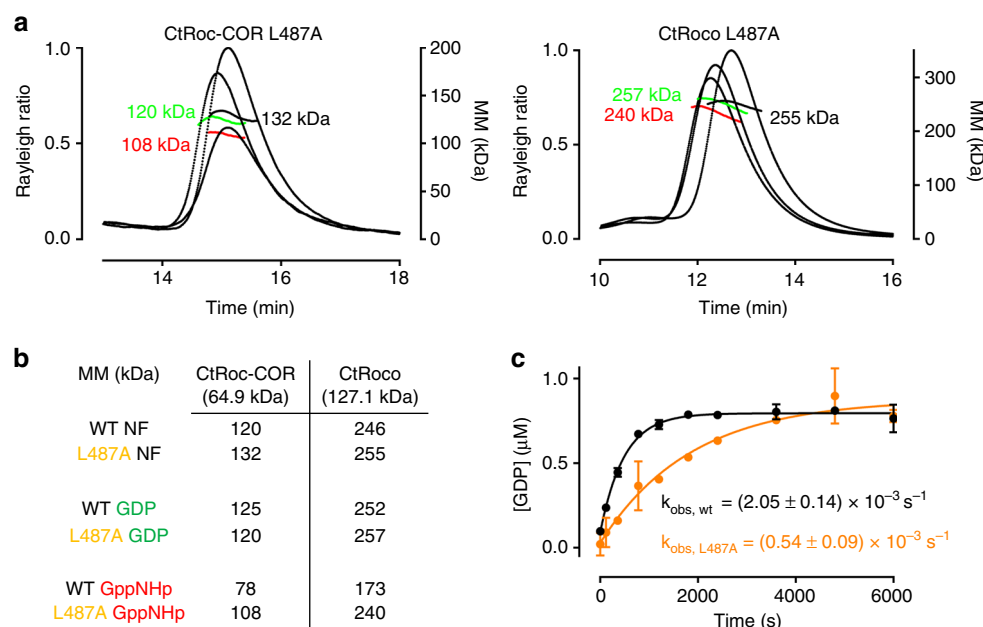 a
CtRoc-COR L487A
1.0
0.5
0.0
Rayleigh ratio
120 kDa
108 kDa
132 kDa
200
150
100
50
0
MM (kDa)
14
16
18
Time (min)
CtRoco L487A
1.0
0.5
0.0
Rayleigh ratio
257 kDa
240 kDa
255 kDa
300
200
100
0
MM (kDa)
10
12
14
16
Time (min)
b
MM (kDa) CtRoc-COR CtRoco
(64.9 kDa) (127.1 kDa)
WT NF 120 246
L487A NF 132 255
WT GDP 125 252
L487A GDP 120 257
WT GppNHp 78 173
L487A GppNHp 108 240
c
1.0
0.5
0.0
[GDP] (μM)
k_obs, wt = (2.05 ± 0.14) × 10⁻³ s⁻¹
k_obs, L487A = (0.54 ± 0.09) × 10⁻³ s⁻¹
0
2000
4000
6000
Time (s)